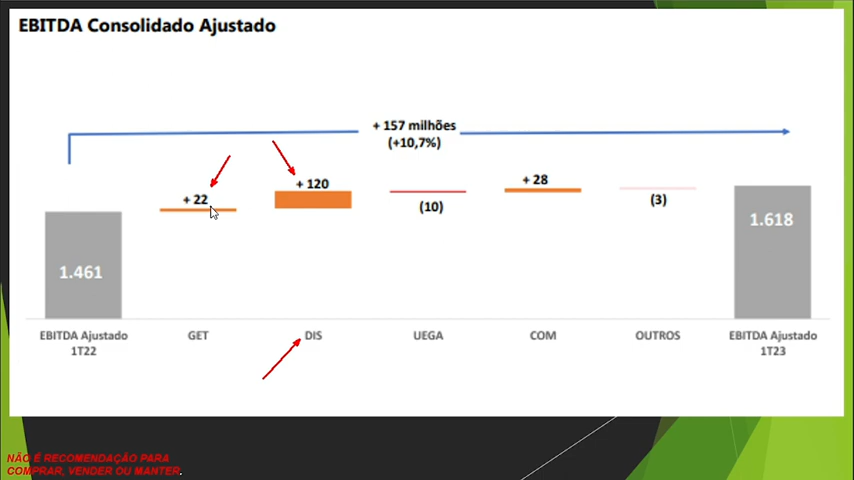 EBITDA Consolidado Ajustado
+ 157 milhões
(+10,7%)
+ 22
+ 120
(10)
+ 28
(3)
1.461
1.618
EBITDA Ajustado
1T22
GET
DIS
UEGA
COM
OUTROS
EBITDA Ajustado
1T23
NÃO É RECOMENDAÇÃO PARA
COMPRAR, VENDER OU MANTER.